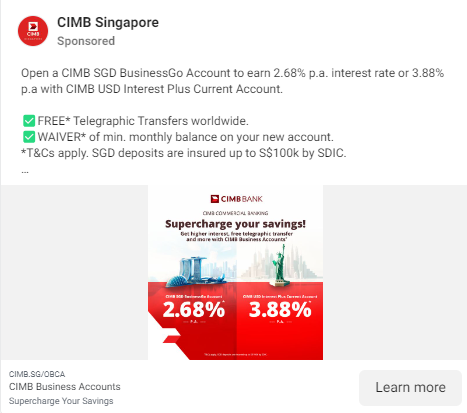 CIMB Singapore
Sponsored
Open a CIMB SGD BusinessGo Account to earn 2.68% p.a. interest rate or 3.88%
p.a with CIMB USD Interest Plus Current Account.
✅FREE* Telegraphic Transfers worldwide.
✅WAIVER* of min. monthly balance on your new account.
*T&Cs apply. SGD deposits are insured up to S$100k by SDIC.
...
CIMB BANK
CIMB COMMERCIAL BANKING
Supercharge your savings!
Get higher interest, free telegraphic transfer
and more with CIMB Business Accounts*
CIMB SGD BusinessGo Account
2.68%*
P.A.
CIMB USD Interest Plus Current Account
3.88%*
P.A.
CIMB.SG/OBCA
CIMB Business Accounts
Supercharge Your Savings
Learn more